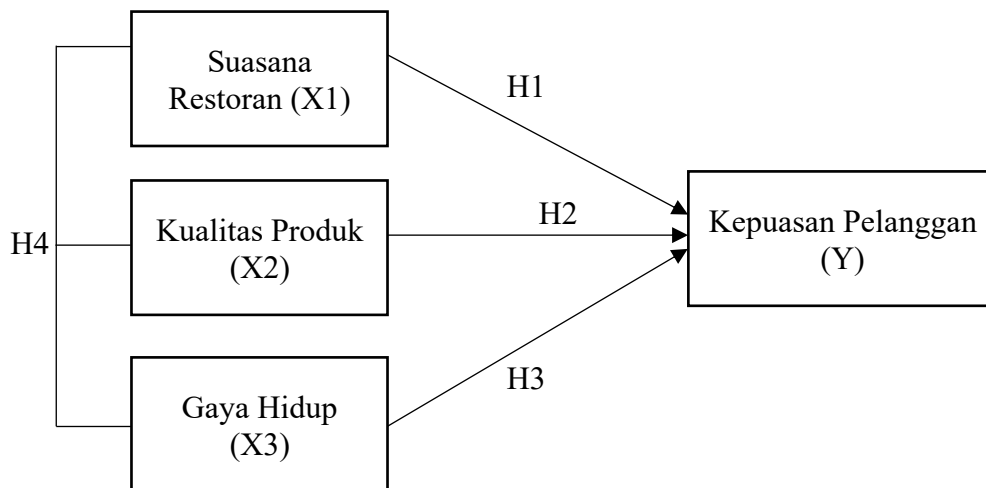 Suasana
Restoran (X1)
H1
Kualitas Produk
(X2)
H2
Kepuasan Pelanggan
(Y)
H4
Gaya Hidup
(X3)
H3